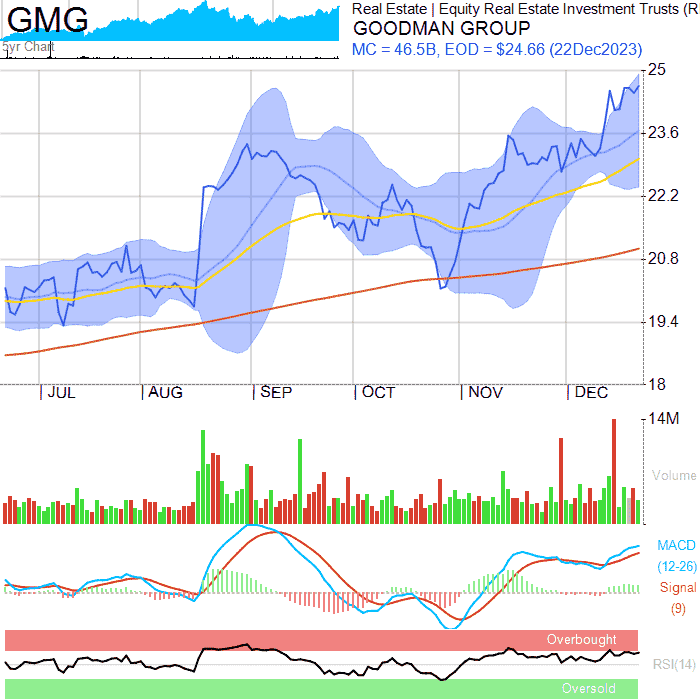 GMG
Real Estate | Equity Real Estate Investment Trusts (R
GOODMAN GROUP
5yr Chart
MC = 46.5B, EOD = $24.66 (22Dec2023)
25
23.6
22.2
20.8
19.4
18
| JUL | AUG | SEP | OCT | NOV | DEC
14M
Volume
MACD
(12-26)
Signal
(9)
Overbought
RSI(14)
Oversold